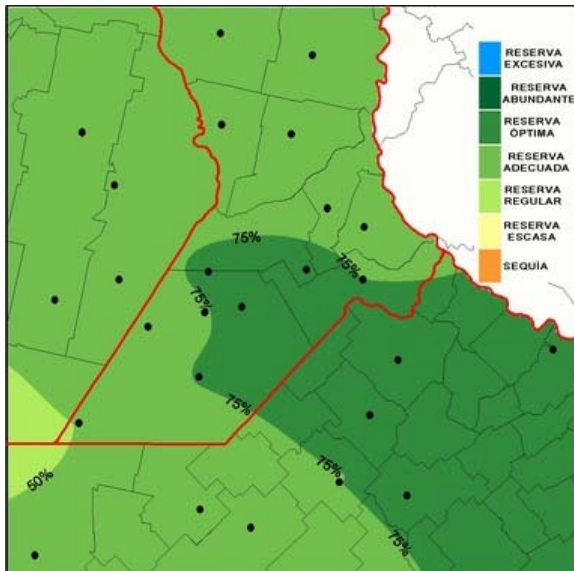 RESERVA
EXCESIVA
RESERVA
ABUNDANTE
RESERVA
ÓPTIMA
RESERVA
ADECUADA
RESERVA
REGULAR
RESERVA
ESCASA
SEQUÍA
75%
75%
75%
75%
75%
50%
75%